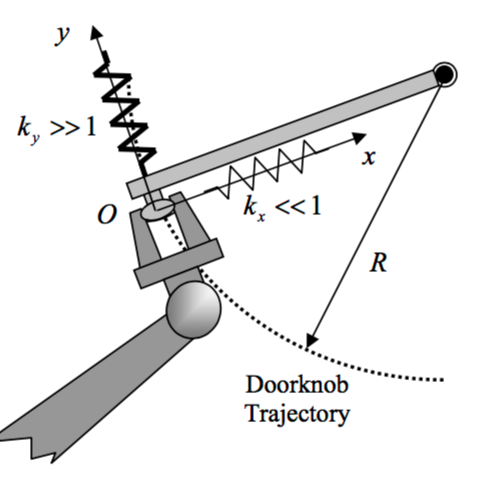 y
k_y >> 1
x
O
k_x << 1
R
Doorknob
Trajectory